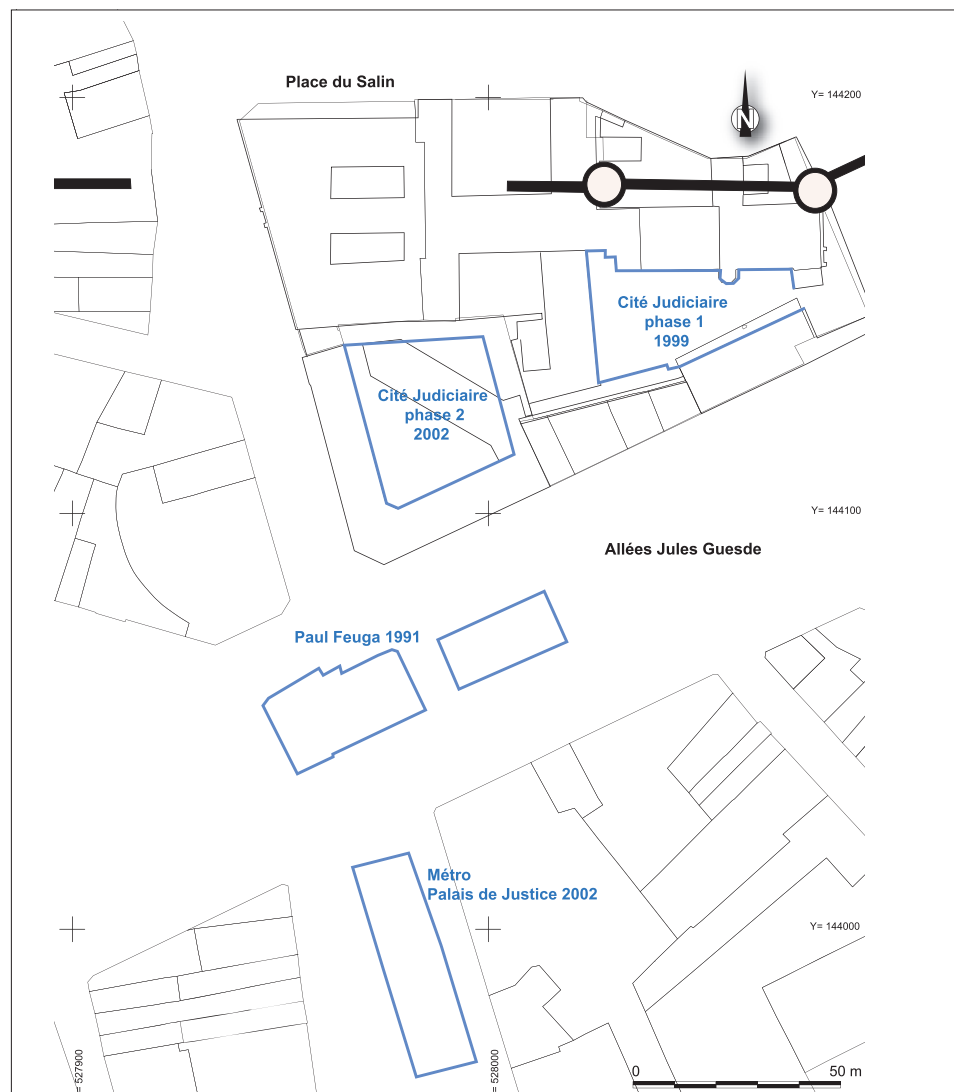 Place du Salin
Y= 144200
N
Cité Judiciaire
phase 1
1999
Cité Judiciaire
phase 2
2002
Y= 144100
Allées Jules Guesde
Paul Feuga 1991
Métro
Palais de Justice 2002
Y= 144000
= 527900
= 528000
0 50 m